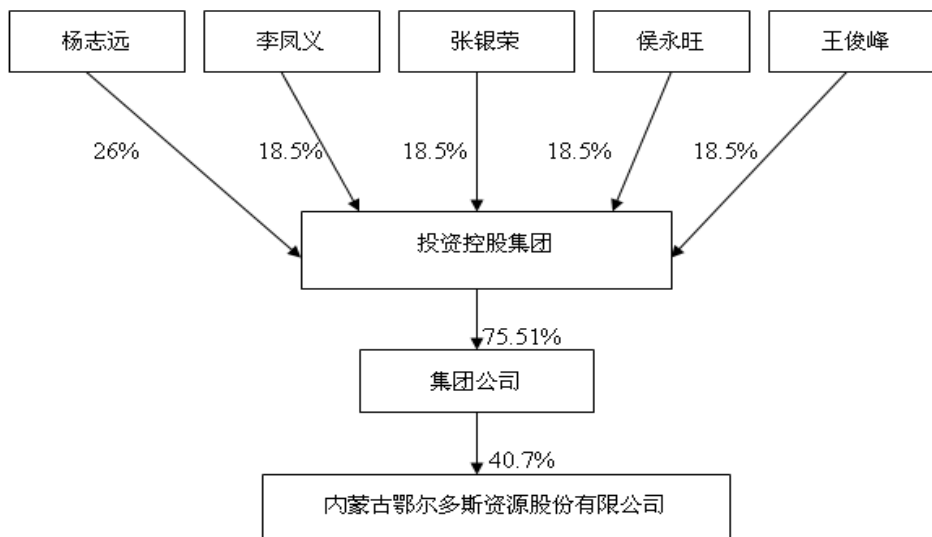 杨志远 李凤义 张银荣 侯永旺 王俊峰
26% 18.5% 18.5% 18.5% 18.5%
投资控股集团
75.51%
集团公司
40.7%
内蒙古鄂尔多斯资源股份有限公司